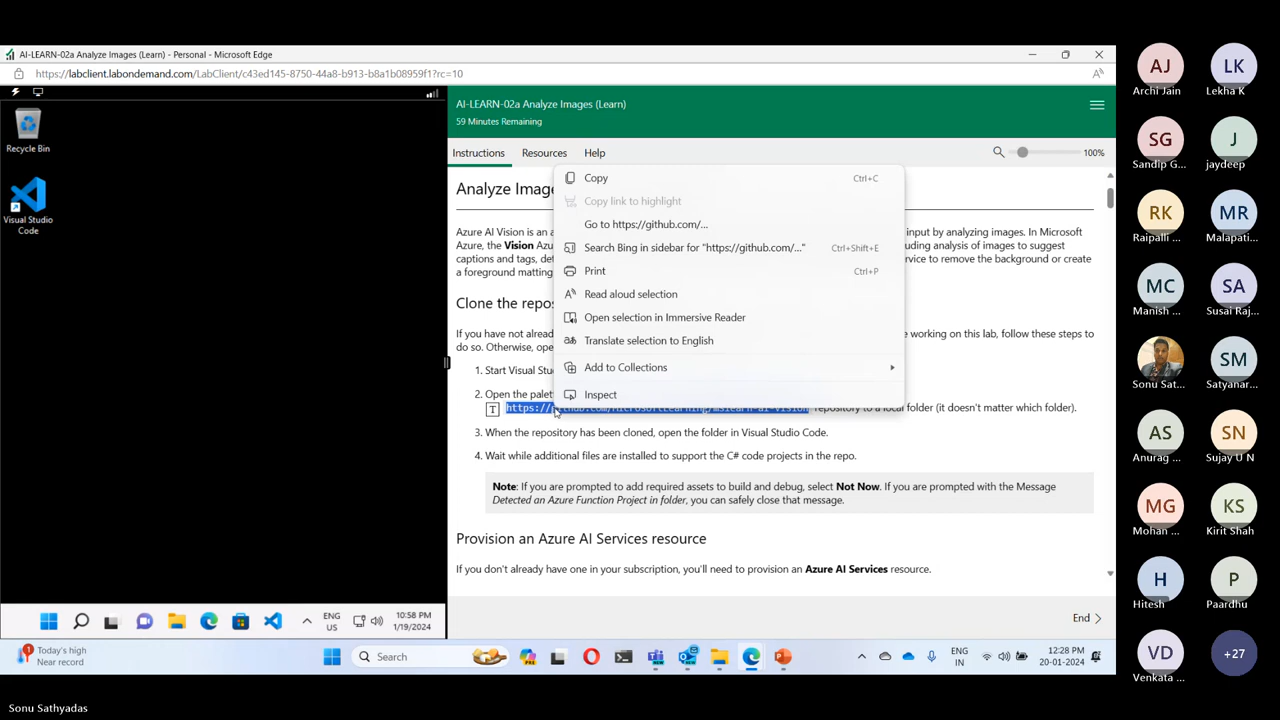 AI-LEARN-02a Analyze Images (Learn) - Personal - Microsoft Edge
https://labclient.labondemand.com/LabClient/c43ed145-8750-44a8-b913-b8a1b08959f1?rc=10
Recycle Bin
Visual Studio
Code
AI-LEARN-02a Analyze Images (Learn)
59 Minutes Remaining
Instructions Resources Help
100%
Analyze Imag
Azure AI Vision is an a
input by analyzing images. In Microsoft
Azure, the Vision Azu
uding analysis of images to suggest
captions and tags, det
rvice to remove the background or create
a foreground matting
Clone the repos
If you have not alread
working on this lab, follow these steps to
do so. Otherwise, ope
1. Start Visual Stu
2. Open the palet
T https://github.com/MicrosoftLearning/mslearn-ai-vision repository to a local folder (it doesn't matter which folder).
3. When the repository has been cloned, open the folder in Visual Studio Code.
4. Wait while additional files are installed to support the C# code projects in the repo.
Note: If you are prompted to add required assets to build and debug, select Not Now. If you are prompted with the Message
Detected an Azure Function Project in folder, you can safely close that message.
Provision an Azure AI Services resource
If you don't already have one in your subscription, you'll need to provision an Azure AI Services resource.
End
Copy Ctrl+C
Copy link to highlight
Go to https://github.com/...
Search Bing in sidebar for "https://github.com/..." Ctrl+Shift+E
Print Ctrl+P
Read aloud selection
Open selection in Immersive Reader
Translate selection to English
Add to Collections
Inspect
ENG
US
10:58 PM
1/19/2024
1
Today's high
Near record
Search
ENG
IN
12:28 PM
20-01-2024
AJ
Archi Jain
LK
Lekha K
SG
Sandip G...
J
jaydeep
RK
Raipalli ...
MR
Malapati...
MC
Manish ...
SA
Susai Raj...
Sonu Sat...
SM
Satyanar...
AS
Anurag ...
SN
Sujay U N
MG
Mohan ...
KS
Kirit Shah
H
Hitesh
P
Paardhu
VD
Venkata ...
+27
Sonu Sathyadas